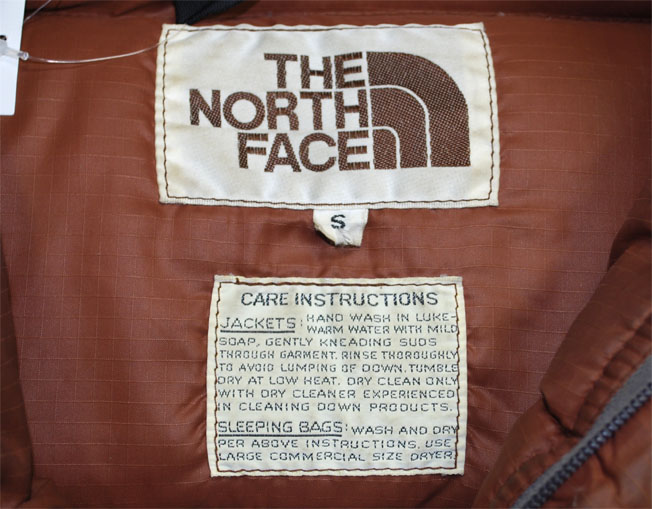 THE
NORTH
FACE
S
CARE INSTRUCTIONS
JACKETS: HAND WASH IN LUKE-
WARM WATER WITH MILD
SOAP, GENTLY KNEADING SUDS
THROUGH GARMENT. RINSE THOROUGHLY
TO AVOID LUMPING OF DOWN. TUMBLE
DRY AT LOW HEAT. DRY CLEAN ONLY
WITH DRY CLEANER EXPERIENCED
IN CLEANING DOWN PRODUCTS.
SLEEPING BAGS: WASH AND DRY
PER ABOVE INSTRUCTIONS. USE
LARGE COMMERCIAL SIZE DRYER.